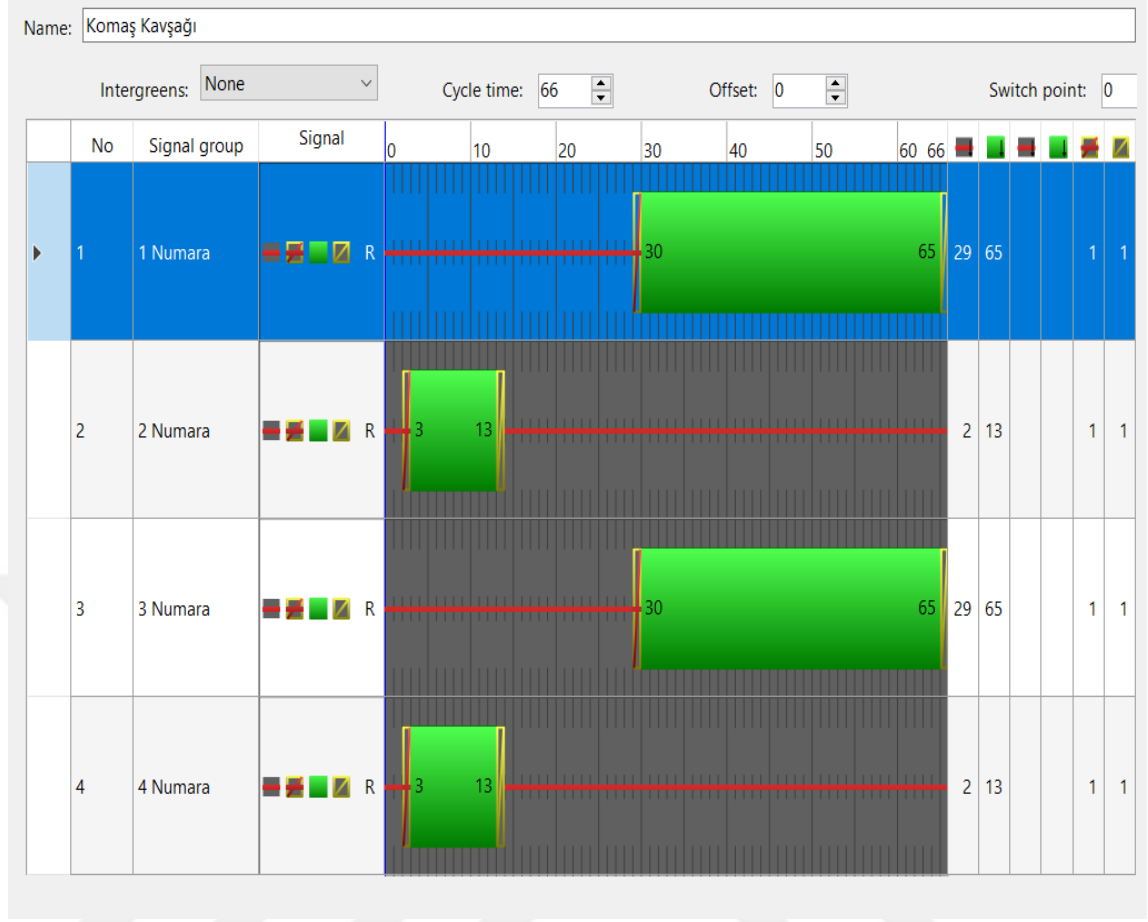 Name: Komaş Kavşağı
Intergreens: None Cycle time: 66 Offset: 0 Switch point: 0
No Signal group Signal 0 10 20 30 40 50 60 66
1 1 Numara R 30 65 29 65 1 1
2 2 Numara R 3 13 2 13 1 1
3 3 Numara R 30 65 29 65 1 1
4 4 Numara R 3 13 2 13 1 1